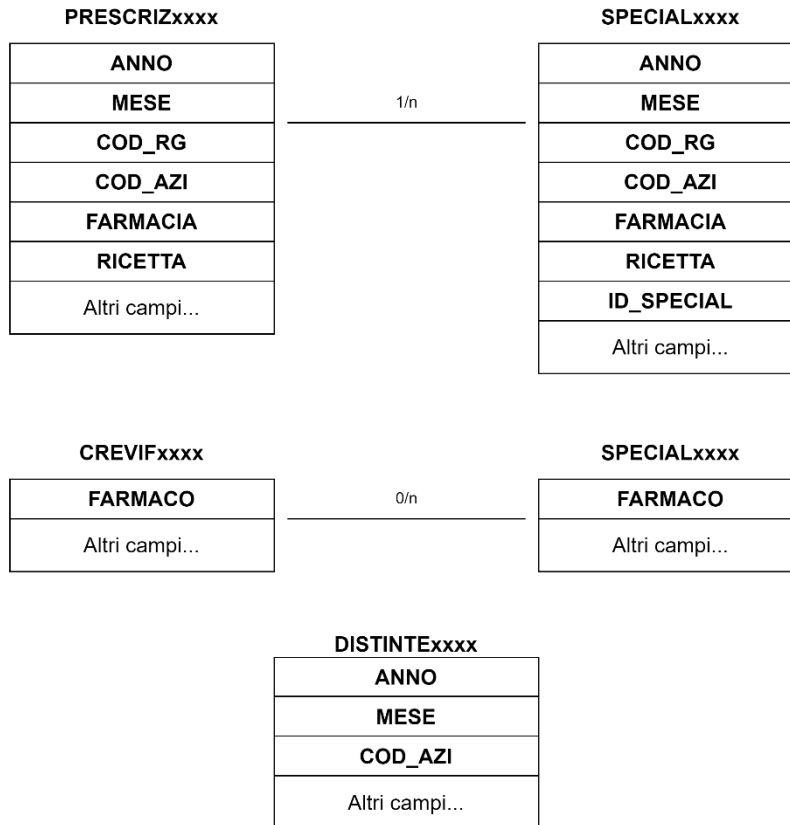 PRESCRIZxxxx
ANNO
MESE
COD_RG
COD_AZI
FARMACIA
RICETTA
Altri campi...
1/n
SPECIALxxxx
ANNO
MESE
COD_RG
COD_AZI
FARMACIA
RICETTA
ID_SPECIAL
Altri campi...
CREVIFxxxx
FARMACO
Altri campi...
0/n
SPECIALxxxx
FARMACO
Altri campi...
DISTINTExxxx
ANNO
MESE
COD_AZI
Altri campi...